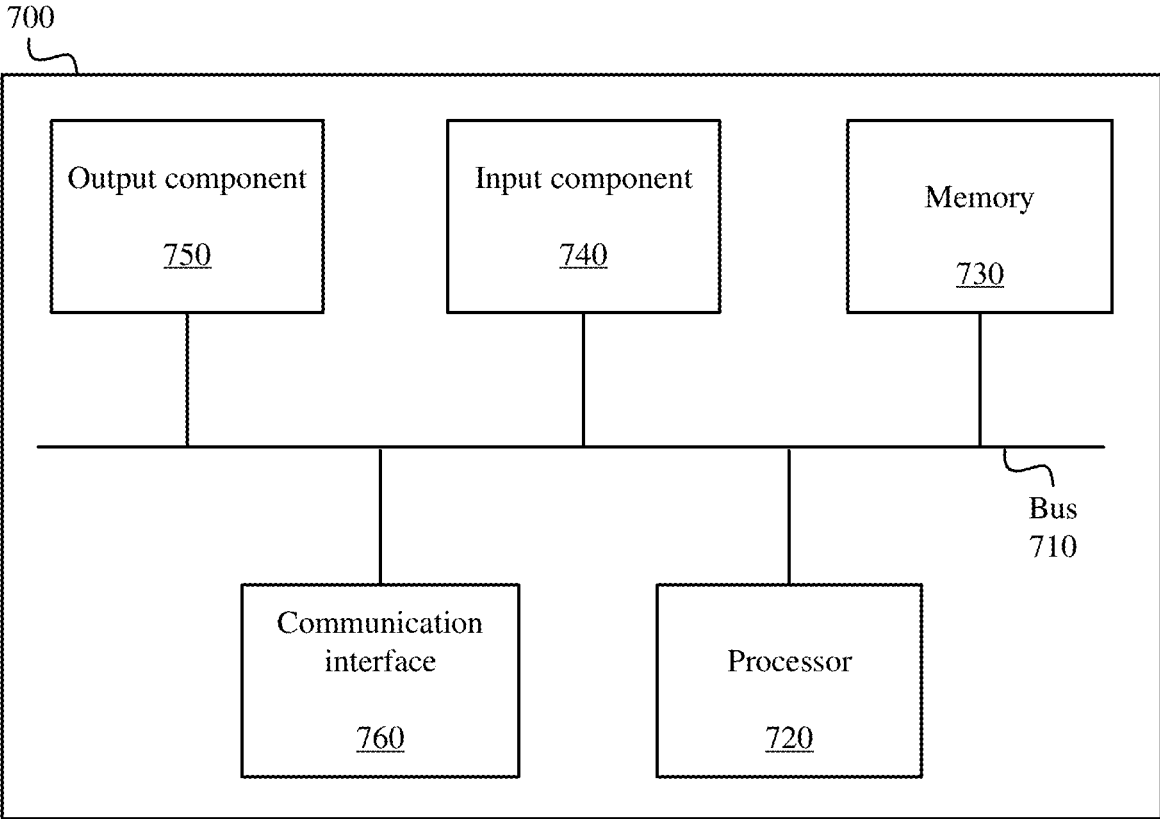 700
Output component
750
Input component
740
Memory
730
Bus
710
Communication
interface
760
Processor
720